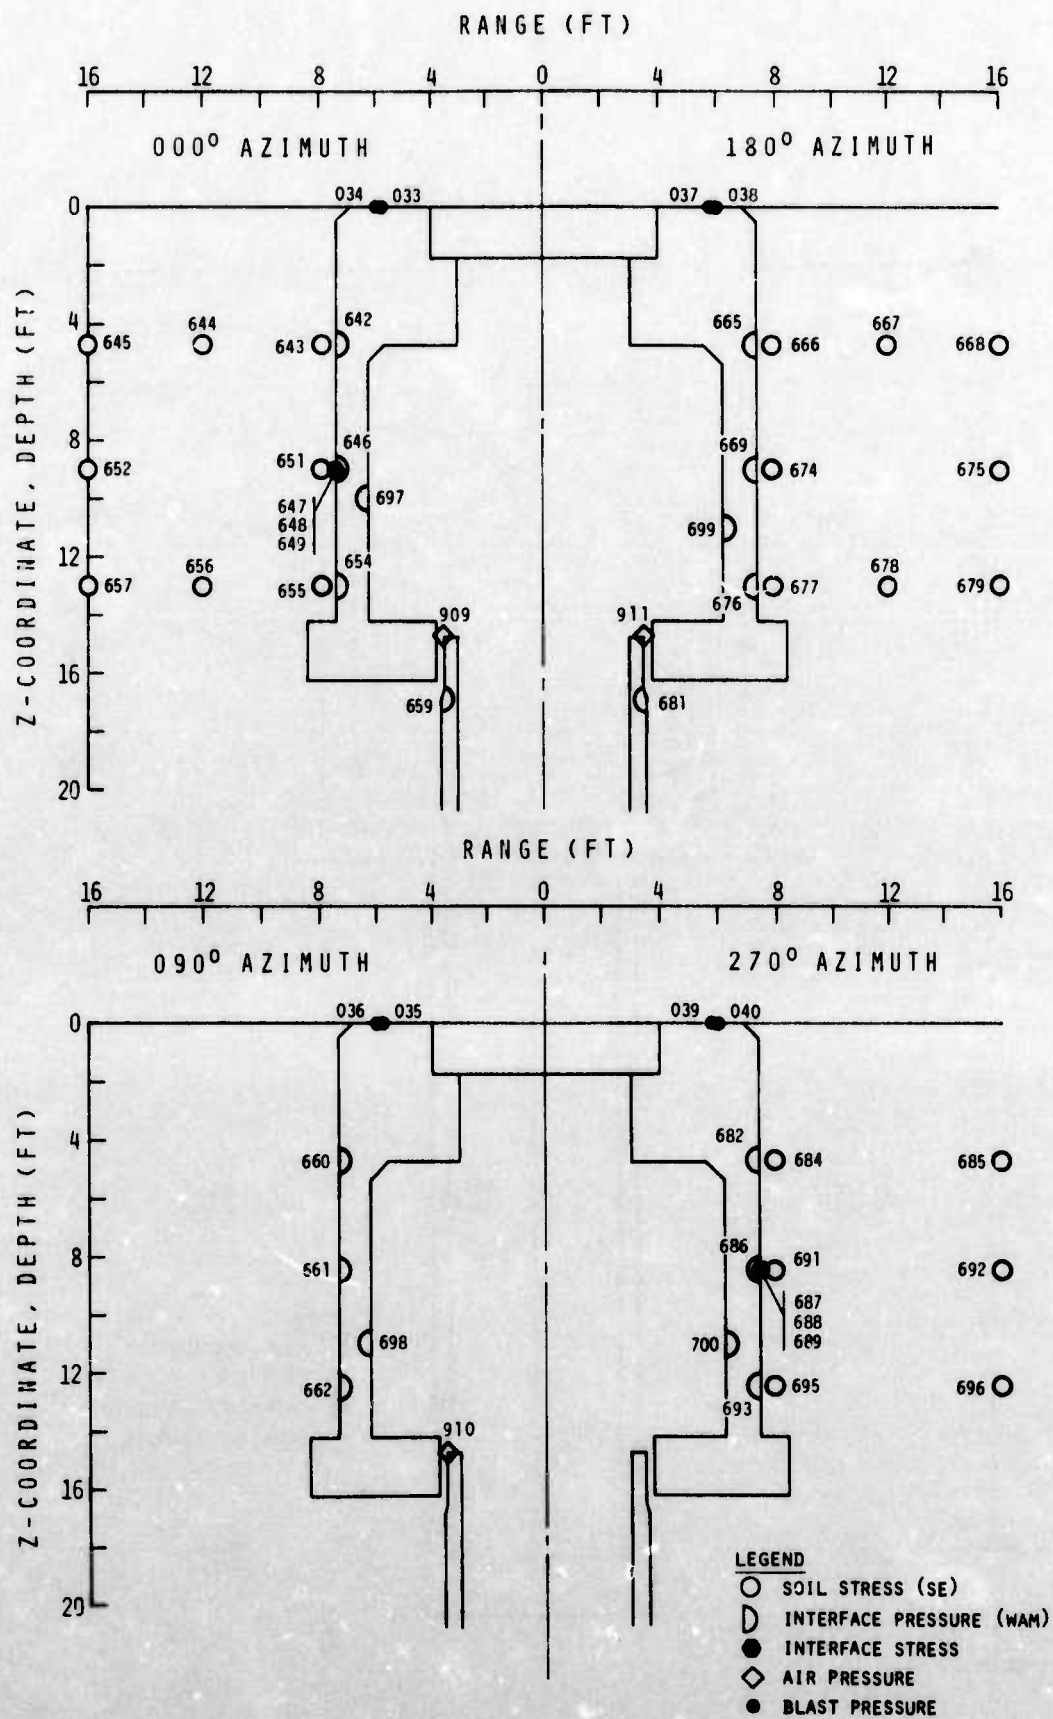 RANGE (FT)
16 12 8 4 0 4 8 12 16
000° AZIMUTH 180° AZIMUTH
034 033 037 038
0
Z-COORDINATE, DEPTH (FT)
4
645 644 643 642 665 666 667 668
8
652 651 646 669 674 675
647
648
649
697 699
12
657 656 655 654 676 677 678 679
909 911
16
659 681
20
RANGE (FT)
16 12 8 4 0 4 8 12 16
090° AZIMUTH 270° AZIMUTH
036 035 039 040
0
Z-COORDINATE, DEPTH (FT)
4
660 682 684 685
8
661 686 691 692
687
688
689
698 700
12
662 693 695 696
910
16
20
LEGEND
SOIL STRESS (SE)
INTERFACE PRESSURE (WAM)
INTERFACE STRESS
AIR PRESSURE
BLAST PRESSURE